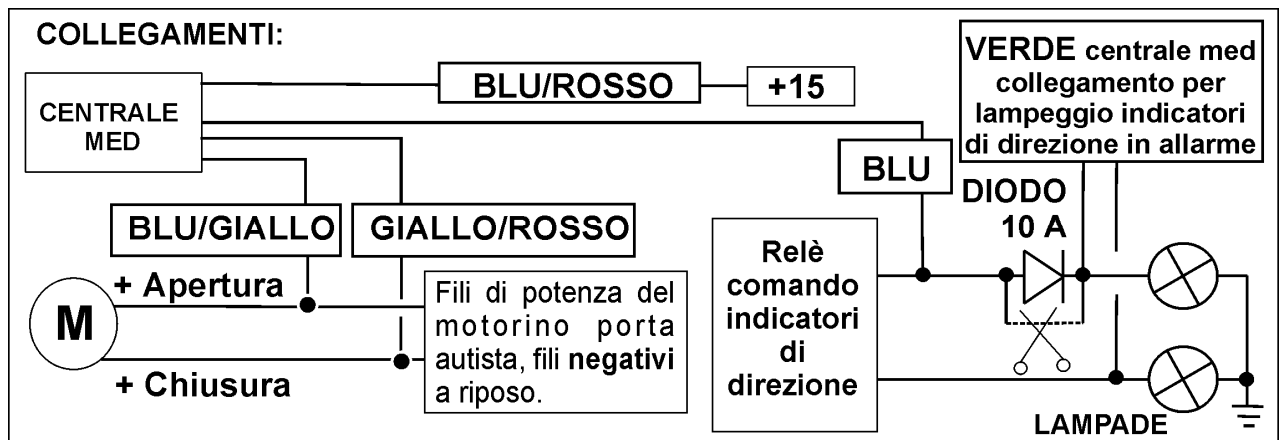 COLLEGAMENTI:
CENTRALE
MED
BLU/ROSSO
+15
VERDE centrale med
collegamento per
lampeggio indicatori
di direzione in allarme
BLU
DIODO
10 A
BLU/GIALLO
GIALLO/ROSSO
+ Apertura
M
+ Chiusura
Fili di potenza del
motorino porta
autista, fili negativi
a riposo.
Relè
comando
indicatori
di
direzione
LAMPADE